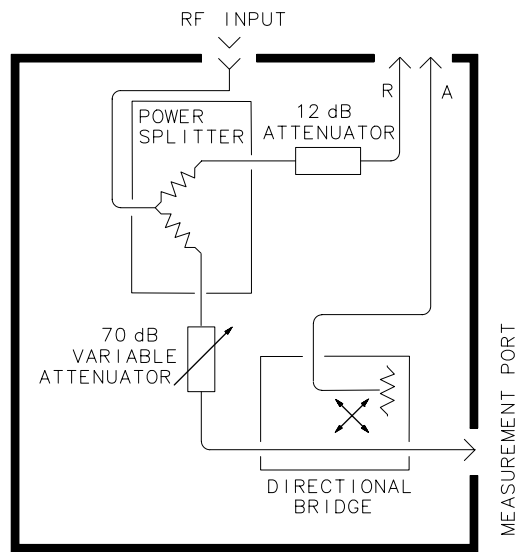 RF INPUT
R
A
POWER
SPLITTER
12 dB
ATTENUATOR
70 dB
VARIABLE
ATTENUATOR
DIRECTIONAL
BRIDGE
MEASUREMENT PORT